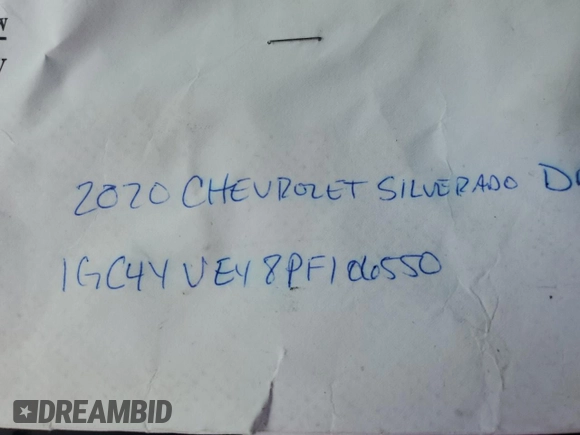 W
2020 CHEVROLET SILVERADO
1GC4YVEY8PF106550
DREAMBID